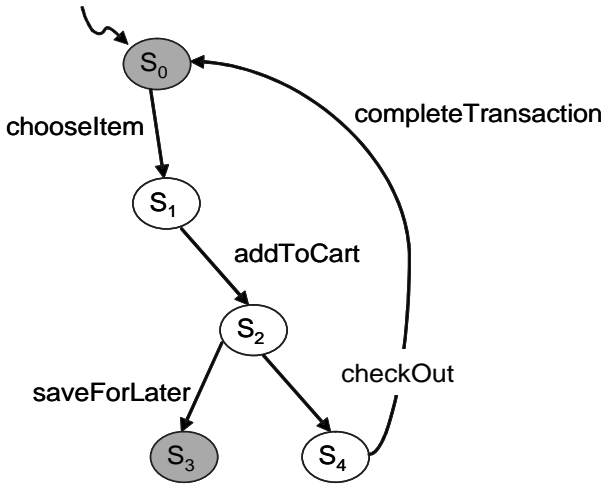 S0
completeTransaction
chooseItem
S1
addToCart
S2
checkOut
saveForLater
S3
S4